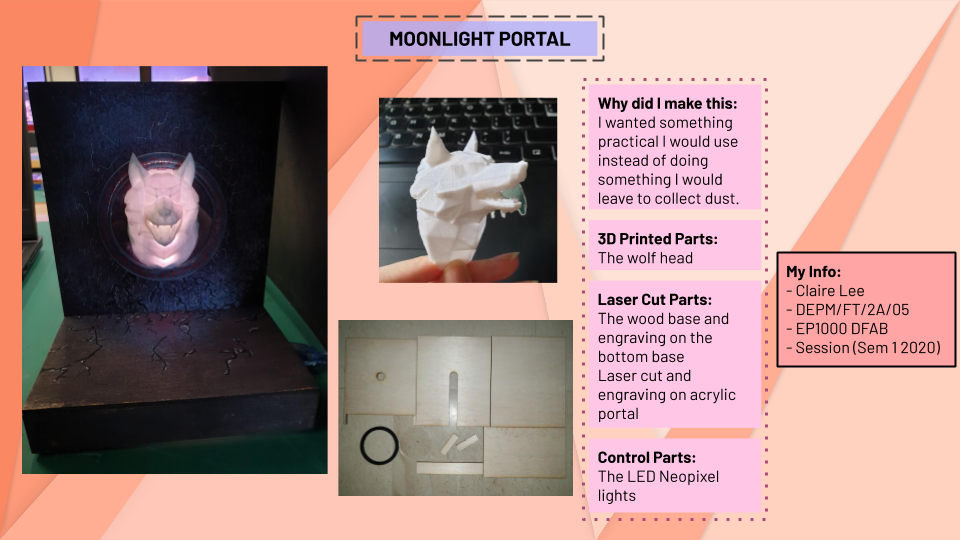 MOONLIGHT PORTAL
Why did I make this:
I wanted something
practical I would use
instead of doing
something I would
leave to collect dust.
3D Printed Parts:
The wolf head
Laser Cut Parts:
The wood base and
engraving on the
bottom base
Laser cut and
engraving on acrylic
portal
Control Parts:
The LED Neopixel
lights
My Info:
- Claire Lee
- DEPM/FT/2A/05
- EP1000 DFAB
- Session (Sem 1 2020)